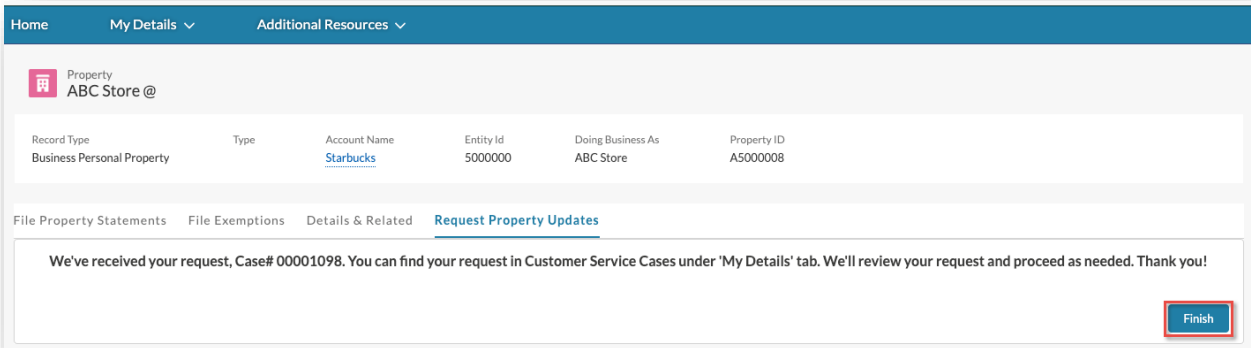 Home My Details Additional Resources
Property
ABC Store @
Record Type Type Account Name Entity Id Doing Business As Property ID
Business Personal Property Starbucks 5000000 ABC Store A5000008
File Property Statements File Exemptions Details & Related Request Property Updates
We've received your request, Case# 00001098. You can find your request in Customer Service Cases under 'My Details' tab. We'll review your request and proceed as needed. Thank you!
Finish